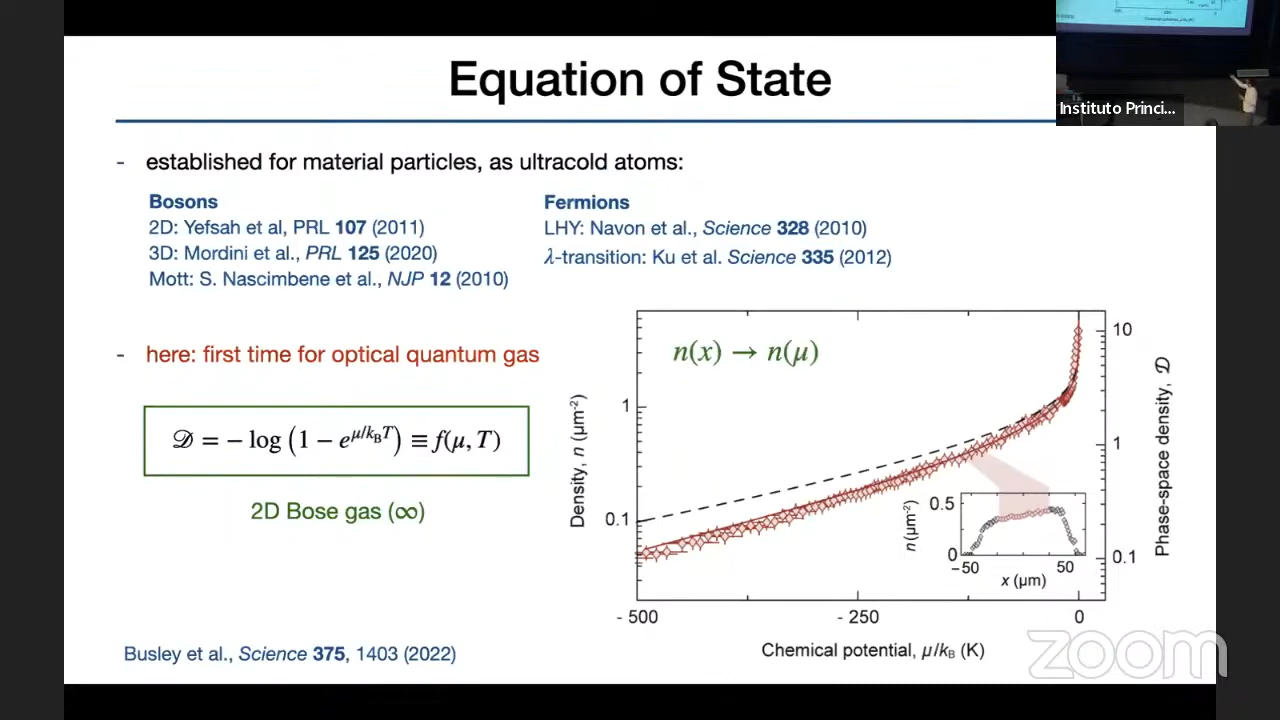 Equation of State
Instituto Princi...
- established for material particles, as ultracold atoms:
Bosons
2D: Yefsah et al, PRL 107 (2011)
3D: Mordini et al., PRL 125 (2020)
Mott: S. Nascimbene et al., NJP 12 (2010)
Fermions
LHY: Navon et al., Science 328 (2010)
λ-transition: Ku et al. Science 335 (2012)
- here: first time for optical quantum gas
𝒟 = − log (1 − e^{μ/k_BT}) ≡ f(μ, T)
2D Bose gas (∞)
Busley et al., Science 375, 1403 (2022)
n(x) → n(μ)
Density, n (μm⁻²)
1
0.1
Phase-space density, 𝒟
10
1
0.1
n(μm⁻²)
0.5
0
−50
50
x (μm)
- 500
- 250
0
Chemical potential, μ/k_B (K)
zoom